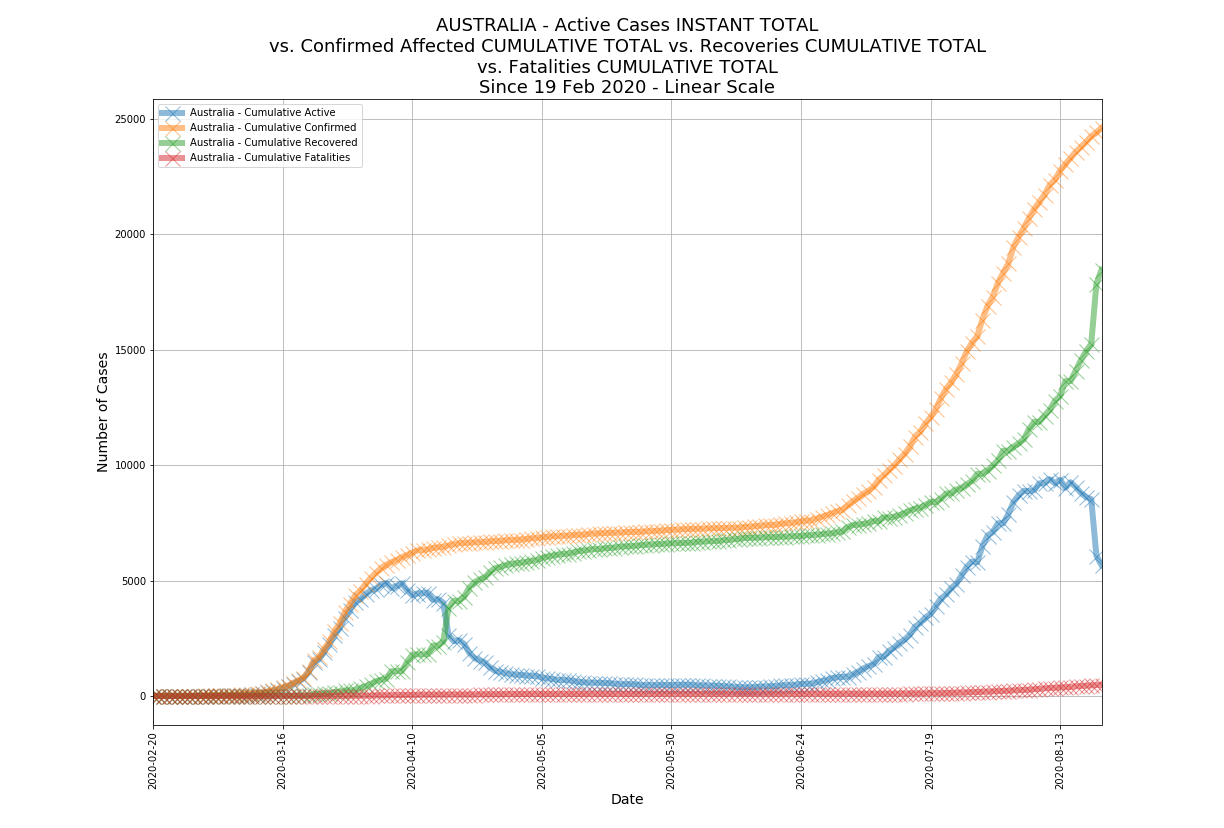 AUSTRALIA - Active Cases INSTANT TOTAL
vs. Confirmed Affected CUMULATIVE TOTAL vs. Recoveries CUMULATIVE TOTAL
vs. Fatalities CUMULATIVE TOTAL
Since 19 Feb 2020 - Linear Scale
Australia - Cumulative Active
Australia - Cumulative Confirmed
Australia - Cumulative Recovered
Australia - Cumulative Fatalities
Number of Cases
25000
20000
15000
10000
5000
0
2020-02-20
2020-03-16
2020-04-10
2020-05-05
2020-05-30
2020-06-24
2020-07-19
2020-08-13
Date